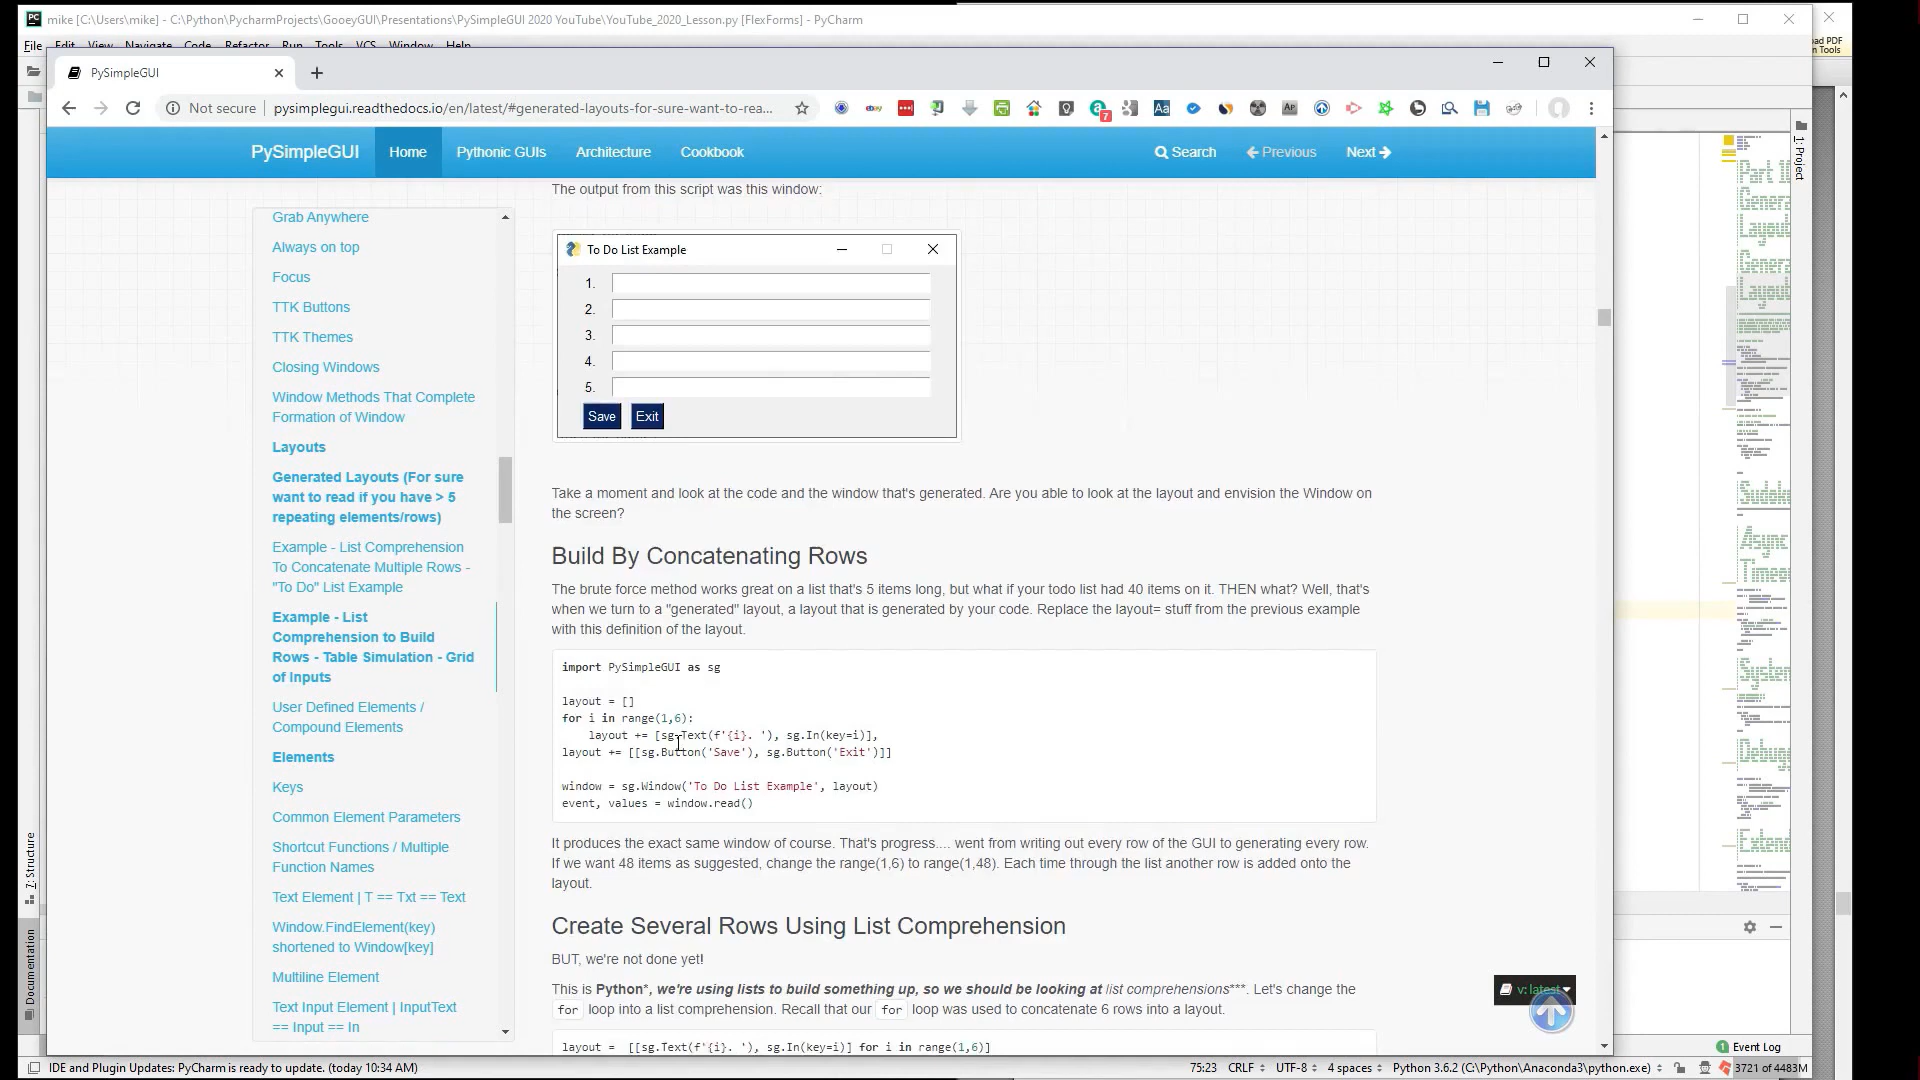 mike [C:\Users\mike] - C:\Python\PycharmProjects\GooeyGUI\Presentations\PySimpleGUI 2020 YouTube\YouTube_2020_Lesson.py [FlexForms] - PyCharm
File Edit View Navigate Code Refactor Run Tools VCS Window Help
PySimpleGUI
Not secure pysimplegui.readthedocs.io/en/latest/#generated-layouts-for-sure-want-to-rea...
PySimpleGUI Home Pythonic GUIs Architecture Cookbook Search Previous Next
Grab Anywhere
Always on top
Focus
TTK Buttons
TTK Themes
Closing Windows
Window Methods That Complete
Formation of Window
Layouts
Generated Layouts (For sure
want to read if you have > 5
repeating elements/rows)
Example - List Comprehension
To Concatenate Multiple Rows -
"To Do" List Example
Example - List
Comprehension to Build
Rows - Table Simulation - Grid
of Inputs
User Defined Elements /
Compound Elements
Elements
Keys
Common Element Parameters
Shortcut Functions / Multiple
Function Names
Text Element | T == Txt == Text
Window.FindElement(key)
shortened to Window[key]
Multiline Element
Text Input Element | InputText
== Input == In
The output from this script was this window:
To Do List Example
1.
2.
3.
4.
5.
Save Exit
Take a moment and look at the code and the window that's generated. Are you able to look at the layout and envision the Window on
the screen?
Build By Concatenating Rows
The brute force method works great on a list that's 5 items long, but what if your todo list had 40 items on it. THEN what? Well, that's
when we turn to a "generated" layout, a layout that is generated by your code. Replace the layout= stuff from the previous example
with this definition of the layout.
import PySimpleGUI as sg
layout = []
for i in range(1,6):
layout += [sg.Text(f'{i}. '), sg.In(key=i)],
layout += [[sg.Button('Save'), sg.Button('Exit')]]
window = sg.Window('To Do List Example', layout)
event, values = window.read()
It produces the exact same window of course. That's progress.... went from writing out every row of the GUI to generating every row.
If we want 48 items as suggested, change the range(1,6) to range(1,48). Each time through the list another row is added onto the
layout.
Create Several Rows Using List Comprehension
BUT, we're not done yet!
This is Python*, we're using lists to build something up, so we should be looking at list comprehensions***. Let's change the
for loop into a list comprehension. Recall that our for loop was used to concatenate 6 rows into a layout.
layout = [[sg.Text(f'{i}. '), sg.In(key=i)] for i in range(1,6)]
v: latest
ad PDF
n Tools
1: Project
7: Structure
Documentation
Event Log
IDE and Plugin Updates: PyCharm is ready to update. (today 10:34 AM)
75:23 CRLF UTF-8 4 spaces Python 3.6.2 (C:\Python\Anaconda3\python.exe) 3721 of 4483M